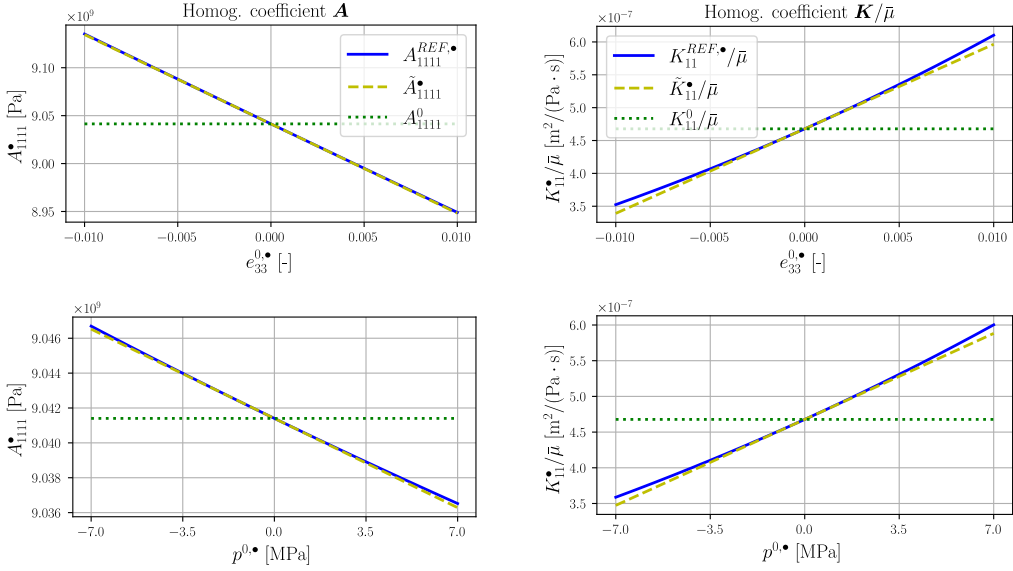 Homog. coefficient A
×10⁹
A•1111 [Pa]
9.10
9.05
9.00
8.95
A^{REF,•}_{1111}
Ã^•_{1111}
A^0_{1111}
−0.010 −0.005 0.000 0.005 0.010
e^{0,•}_{33} [-]
Homog. coefficient K/μ̄
×10⁻⁷
K^•_{11}/μ̄ [m²/(Pa · s)]
6.0
5.5
5.0
4.5
4.0
3.5
K^{REF,•}_{11}/μ̄
K̃^•_{11}/μ̄
K^0_{11}/μ̄
−0.010 −0.005 0.000 0.005 0.010
e^{0,•}_{33} [-]
×10⁹
A^•_{1111} [Pa]
9.046
9.044
9.042
9.040
9.038
9.036
−7.0 −3.5 0.0 3.5 7.0
p^{0,•} [MPa]
×10⁻⁷
K^•_{11}/μ̄ [m²/(Pa · s)]
6.0
5.5
5.0
4.5
4.0
3.5
−7.0 −3.5 0.0 3.5 7.0
p^{0,•} [MPa]